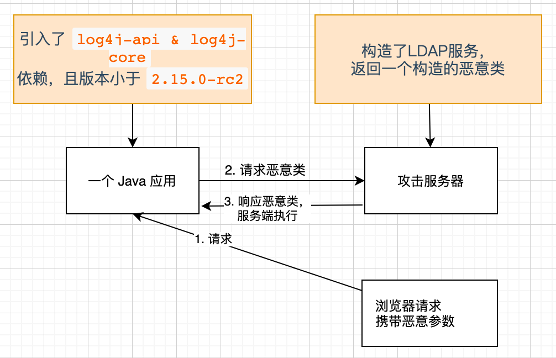 引入了 log4j-api & log4j-
core
依赖，且版本小于 2.15.0-rc2
构造了LDAP服务，
返回一个构造的恶意类
一个 Java 应用
2. 请求恶意类
攻击服务器
3. 响应恶意类，
服务端执行
1. 请求
浏览器请求
携带恶意参数